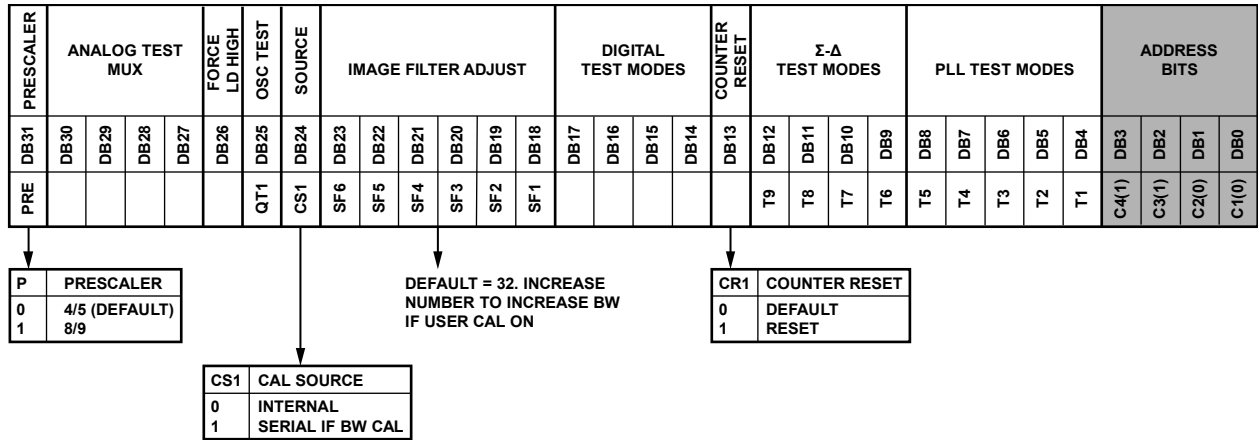 PRESCALER
ANALOG TEST
MUX
FORCE
LD HIGH
OSC TEST
SOURCE
IMAGE FILTER ADJUST
DIGITAL
TEST MODES
COUNTER
RESET
Σ-Δ
TEST MODES
PLL TEST MODES
ADDRESS
BITS
DB31 DB30 DB29 DB28 DB27 DB26 DB25 DB24 DB23 DB22 DB21 DB20 DB19 DB18 DB17 DB16 DB15 DB14 DB13 DB12 DB11 DB10 DB9 DB8 DB7 DB6 DB5 DB4 DB3 DB2 DB1 DB0
PRE QT1 CS1 SF6 SF5 SF4 SF3 SF2 SF1 T9 T8 T7 T6 T5 T4 T3 T2 T1 C4(1) C3(1) C2(0) C1(0)
P PRESCALER
0 4/5 (DEFAULT)
1 8/9
DEFAULT = 32. INCREASE
NUMBER TO INCREASE BW
IF USER CAL ON
CR1 COUNTER RESET
0 DEFAULT
1 RESET
CS1 CAL SOURCE
0 INTERNAL
1 SERIAL IF BW CAL